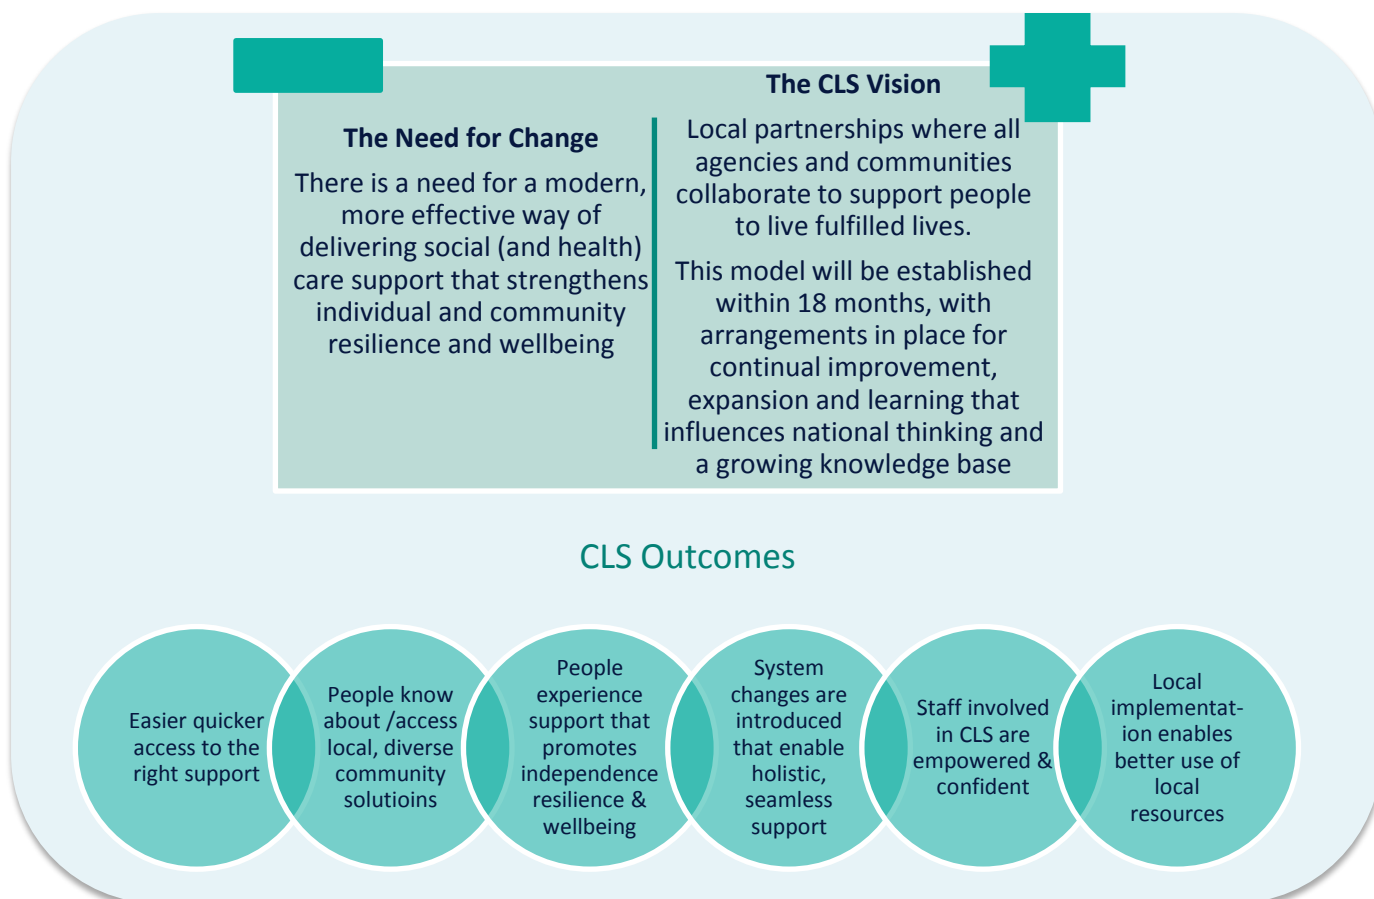 The Need for Change
There is a need for a modern,
more effective way of
delivering social (and health)
care support that strengthens
individual and community
resilience and wellbeing
The CLS Vision
Local partnerships where all
agencies and communities
collaborate to support people
to live fulfilled lives.
This model will be established
within 18 months, with
arrangements in place for
continual improvement,
expansion and learning that
influences national thinking and
a growing knowledge base
CLS Outcomes
Easier quicker
access to the
right support
People know
about /access
local, diverse
community
solutioins
People
experience
support that
promotes
independence
resilience &
wellbeing
System
changes are
introduced
that enable
holistic,
seamless
support
Staff involved
in CLS are
empowered &
confident
Local
implementat-
ion enables
better use of
local
resources